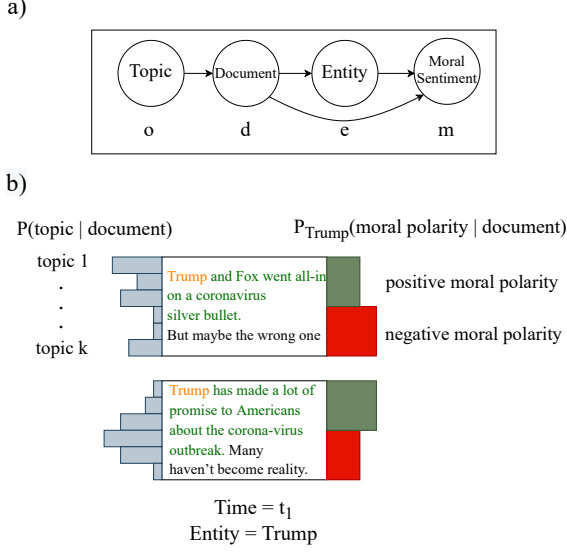 a)
Topic
Document
Entity
Moral
Sentiment
o
d
e
m
b)
P(topic | document)
P_Trump(moral polarity | document)
topic 1
.
.
.
topic k
Trump and Fox went all-in
on a coronavirus
silver bullet.
But maybe the wrong one
positive moral polarity
negative moral polarity
Trump has made a lot of
promise to Americans
about the corona-virus
outbreak. Many
haven't become reality.
Time = t₁
Entity = Trump